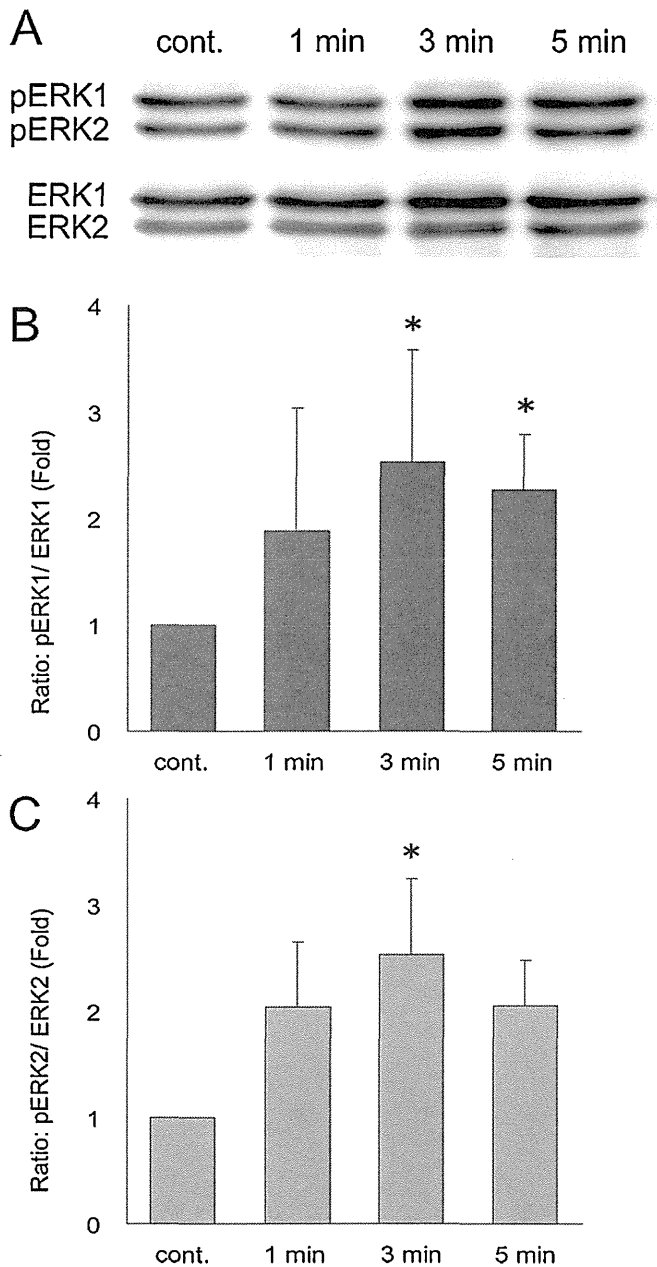 A
cont. 1 min 3 min 5 min
pERK1
pERK2
ERK1
ERK2
B
Ratio: pERK1/ ERK1 (Fold)
4
3
2
1
0
*
*
cont. 1 min 3 min 5 min
C
Ratio: pERK2/ ERK2 (Fold)
4
3
2
1
0
*
cont. 1 min 3 min 5 min